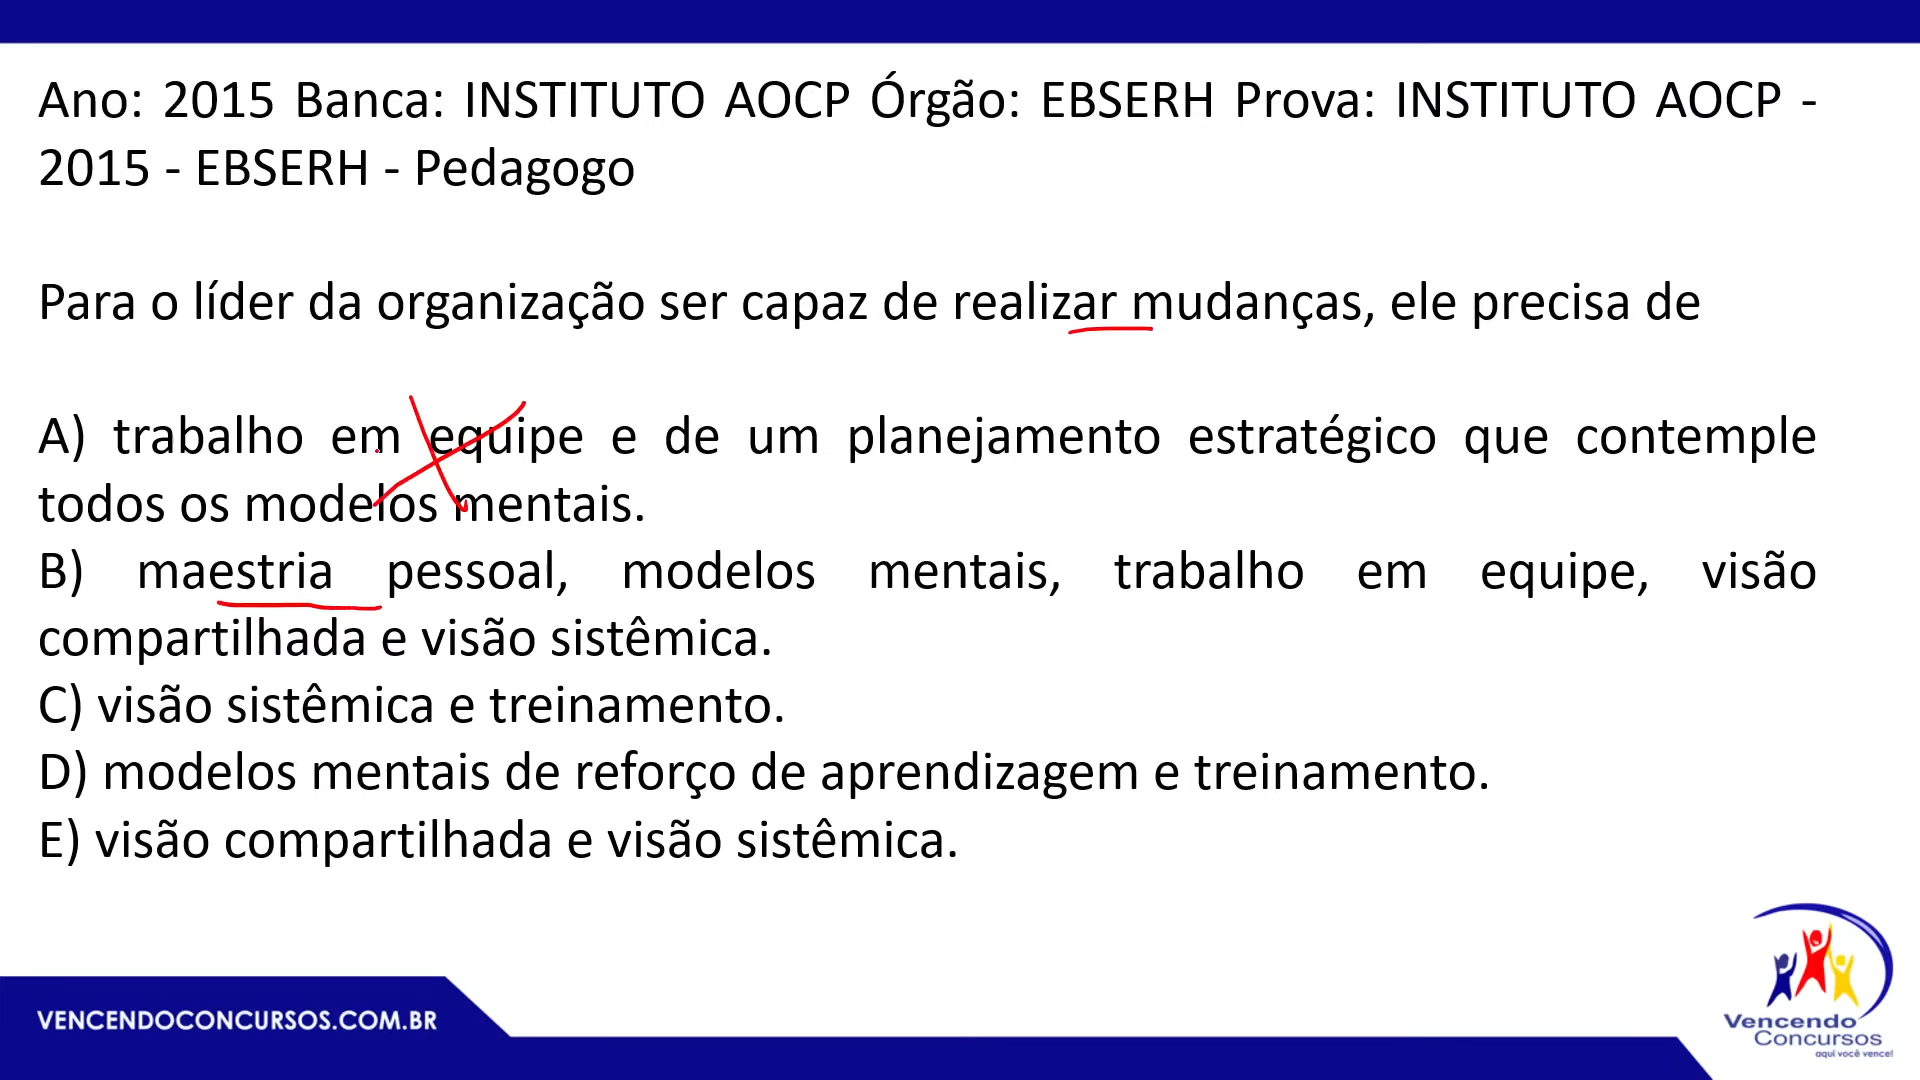 Ano: 2015 Banca: INSTITUTO AOCP Órgão: EBSERH Prova: INSTITUTO AOCP -
2015 - EBSERH - Pedagogo
Para o líder da organização ser capaz de realizar mudanças, ele precisa de
A) trabalho em equipe e de um planejamento estratégico que contemple
todos os modelos mentais.
B) maestria pessoal, modelos mentais, trabalho em equipe, visão
compartilhada e visão sistêmica.
C) visão sistêmica e treinamento.
D) modelos mentais de reforço de aprendizagem e treinamento.
E) visão compartilhada e visão sistêmica.
VENCENDOCONCURSOS.COM.BR
Vencendo
Concursos
aqui você vence!